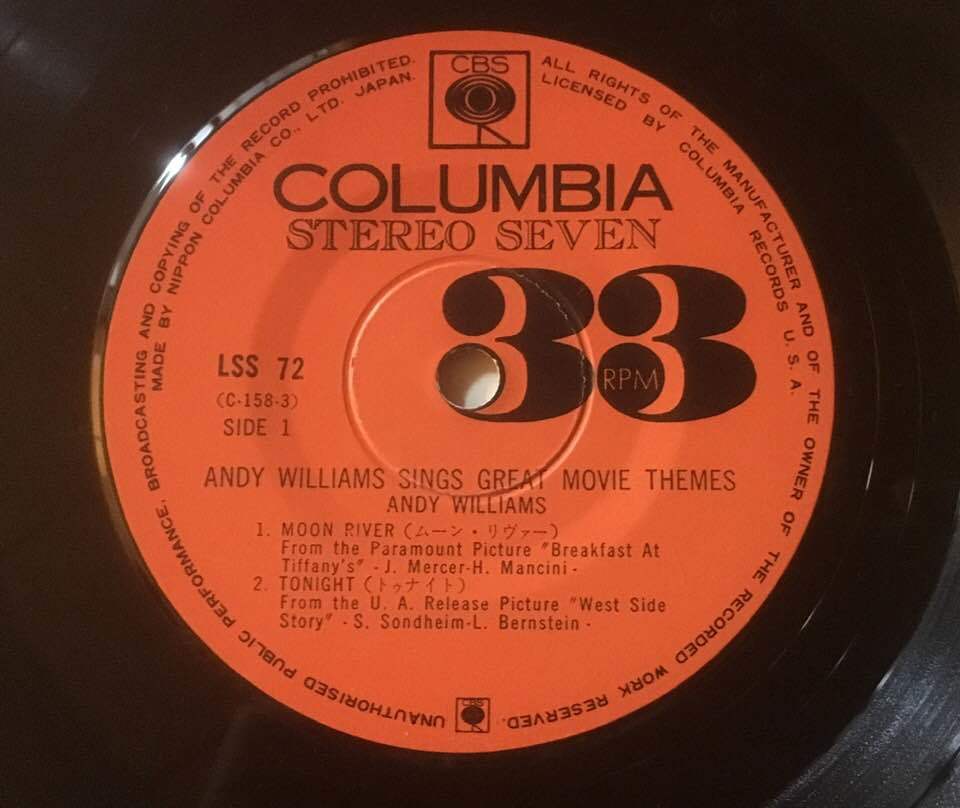 CBS
COLUMBIA
STEREO SEVEN
33
RPM
LSS 72
(C-158-3)
SIDE 1
ANDY WILLIAMS SINGS GREAT MOVIE THEMES
ANDY WILLIAMS
1. MOON RIVER (ムーン・リヴァー)
From the Paramount Picture "Breakfast At
Tiffany's" - J. Mercer-H. Mancini -
2. TONIGHT (トゥナイト)
From the U. A. Release Picture "West Side
Story" - S. Sondheim-L. Bernstein -
ALL RIGHTS OF THE MANUFACTURER AND OF THE OWNER OF THE RECORDED WORK RESERVED.
UNAUTHORISED PUBLIC PERFORMANCE, BROADCASTING AND COPYING OF THE RECORD PROHIBITED.
LICENSED BY COLUMBIA RECORDS U. S. A.
MADE BY NIPPON COLUMBIA CO., LTD. JAPAN.
CBS